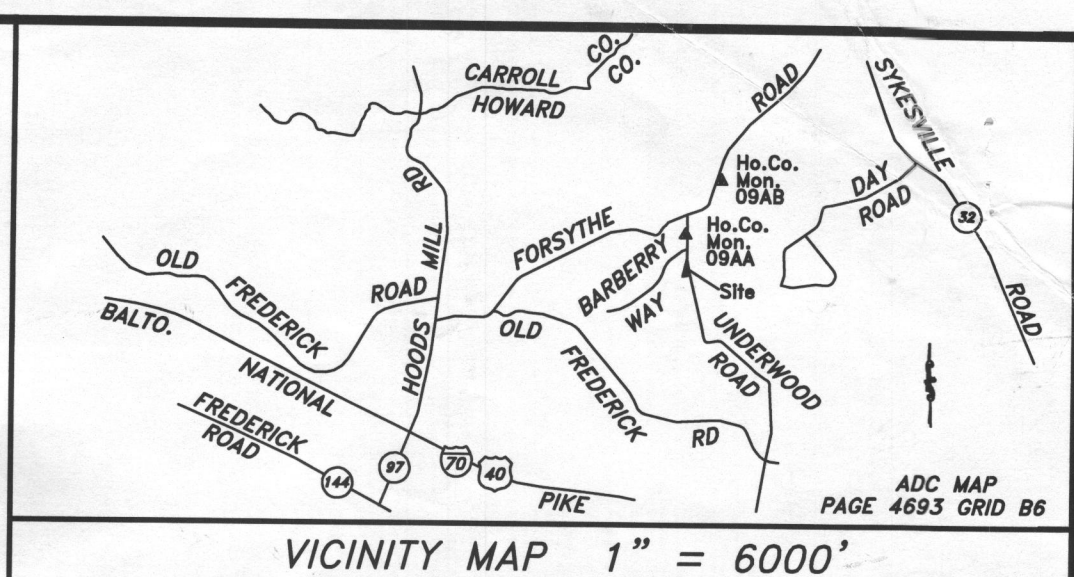 CARROLL CO.
HOWARD CO.
ROAD
SYKESVILLE
ROAD
32
DAY
ROAD
Ho.Co.
Mon.
09AB
Ho.Co.
Mon.
09AA
Site
FORSYTHE
BARBERRY
WAY
UNDERWOOD
ROAD
HOODS MILL RD
OLD FREDERICK ROAD
OLD FREDERICK RD
BALTO. NATIONAL PIKE
FREDERICK
ROAD
144
97
70
40
ADC MAP
PAGE 4693 GRID B6
VICINITY MAP 1" = 6000'